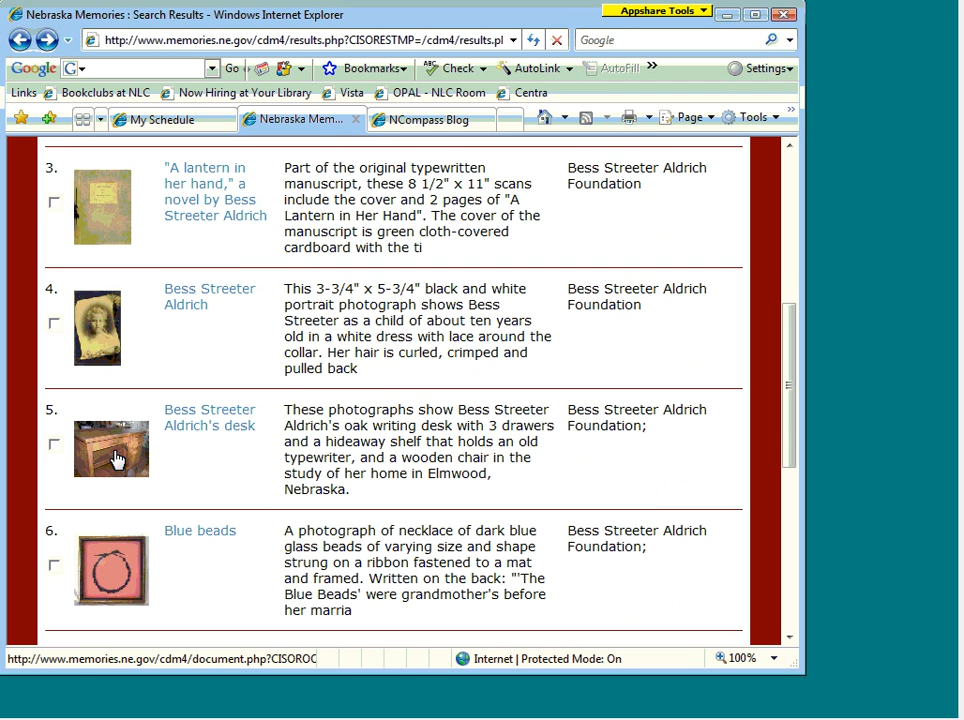 Nebraska Memories : Search Results - Windows Internet Explorer
Appshare Tools
http://www.memories.ne.gov/cdm4/results.php?CISORESTMP=/cdm4/results.pl
Google
Google G Go Bookmarks ABC Check AutoLink AutoFill » Settings
Links Bookclubs at NLC Now Hiring at Your Library Vista OPAL - NLC Room Centra
My Schedule Nebraska Mem... x NCompass Blog Page Tools »
3.
"A lantern in
her hand," a
novel by Bess
Streeter Aldrich
Part of the original typewritten
manuscript, these 8 1/2" x 11" scans
include the cover and 2 pages of "A
Lantern in Her Hand". The cover of the
manuscript is green cloth-covered
cardboard with the ti
Bess Streeter Aldrich
Foundation
4.
Bess Streeter
Aldrich
This 3-3/4" x 5-3/4" black and white
portrait photograph shows Bess
Streeter as a child of about ten years
old in a white dress with lace around the
collar. Her hair is curled, crimped and
pulled back
Bess Streeter Aldrich
Foundation
5.
Bess Streeter
Aldrich's desk
These photographs show Bess Streeter
Aldrich's oak writing desk with 3 drawers
and a hideaway shelf that holds an old
typewriter, and a wooden chair in the
study of her home in Elmwood,
Nebraska.
Bess Streeter Aldrich
Foundation;
6.
Blue beads
A photograph of necklace of dark blue
glass beads of varying size and shape
strung on a ribbon fastened to a mat
and framed. Written on the back: "'The
Blue Beads' were grandmother's before
her marria
Bess Streeter Aldrich
Foundation;
http://www.memories.ne.gov/cdm4/document.php?CISOROC
Internet | Protected Mode: On
100%